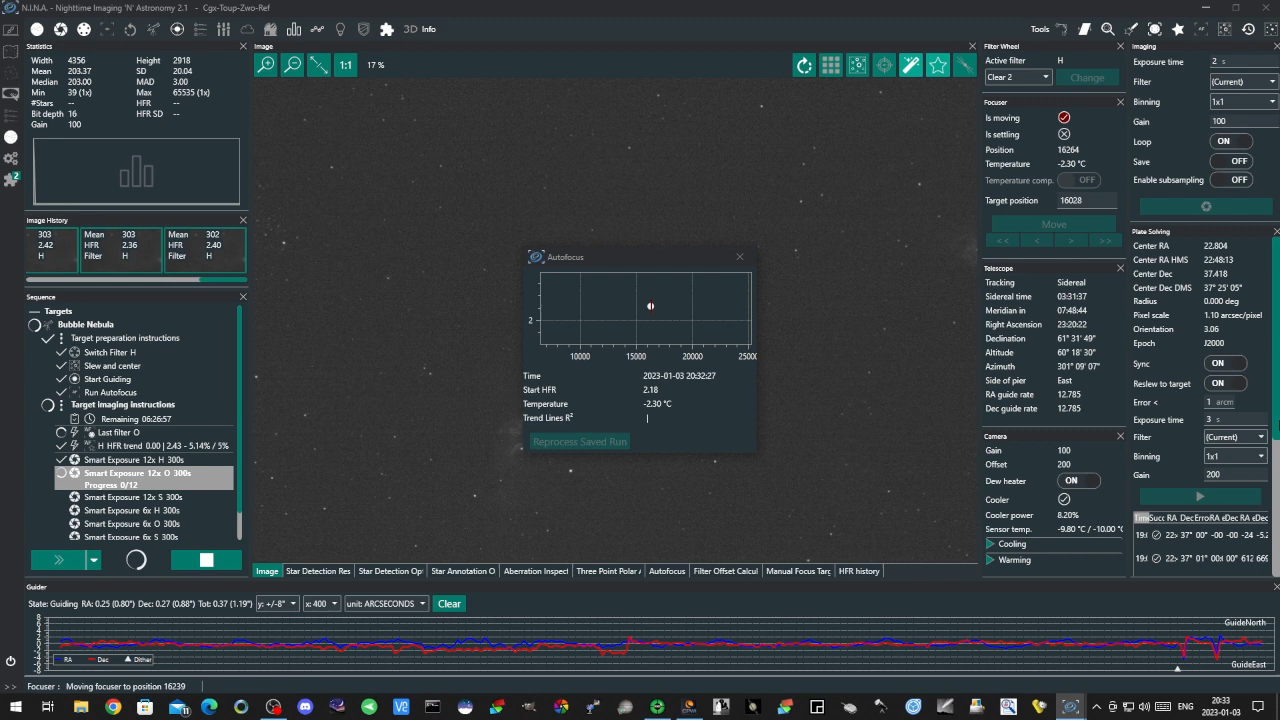 N.I.N.A. - Nighttime Imaging 'N' Astronomy 2.1 - Cgx-Toup-Zwo-Ref
3D Info
Tools
Statistics
Width 4356 Height 2918
Mean 203.37 SD 20.04
Median 203.00 MAD 3.00
Min 39 (1x) Max 65535 (17x)
#Stars -- HFR --
Bit depth 16 HFR SD --
Gain 100
Image History
303
2.42
H
Mean 303
HFR 2.36
Filter H
Mean 302
HFR 2.40
Filter H
Sequence
Targets
Bubble Nebula
Target preparation instructions
Switch Filter H
Slew and center
Start Guiding
Run Autofocus
Target Imaging Instructions
Remaining 06:26:57
Last filter O
H HFR trend 0.00 | 2.43 - 5.14% / 5%
Smart Exposure 12x H 300s
Smart Exposure 12x O 300s
Progress 0/12
Smart Exposure 12x S 300s
Smart Exposure 6x H 300s
Smart Exposure 6x O 300s
Smart Exposure 6x S 300s
Image
1:1 17 %
Autofocus
2
10000 15000 20000 25000
Time 2023-01-03 20:32:27
Start HFR 2.18
Temperature -2.30 °C
Trend Lines R² |
Reprocess Saved Run
Image Star Detection Res Star Detection Op Star Annotation O Aberration Inspect Three Point Polar Autofocus Filter Offset Calcul Manual Focus Targ HFR history
Filter Wheel
Active filter H
Clear 2 Change
Focuser
Is moving
Is settling
Position 16264
Temperature -2.30 °C
Temperature comp. OFF
Target position 16028
Move
<< < > >>
Telescope
Tracking Sidereal
Sidereal time 03:31:37
Meridian in 07:48:44
Right Ascension 23:20:22
Declination 61° 31' 49"
Altitude 60° 18' 30"
Azimuth 301° 09' 07"
Side of pier East
RA guide rate 12.785
Dec guide rate 12.785
Camera
Gain 100
Offset 200
Dew heater ON
Cooler
Cooler power 8.20%
Sensor temp. -9.80 °C / -10.00 °C
Cooling
Warming
Imaging
Exposure time 2 s
Filter (Current)
Binning 1x1
Gain 100
Loop ON
Save OFF
Enable subsampling OFF
Plate Solving
Center RA 22.804
Center RA HMS 22:48:13
Center Dec 37.418
Center Dec DMS 37° 25' 05"
Radius 0.000 deg
Pixel scale 1.10 arcsec/pixel
Orientation 3.06
Epoch J2000
Sync ON
Reslew to target ON
Error < 1 arcm
Exposure time 3 s
Filter (Current)
Binning 1x1
Gain 200
Guider
State: Guiding RA: 0.25 (0.80") Dec: 0.27 (0.88") Tot: 0.37 (1.19") y: +/-8" x: 400 unit: ARCSECONDS Clear
GuideNorth
RA Dec Dither
GuideEast
>> Focuser : Moving focuser to position 16239
20:33
2023-01-03